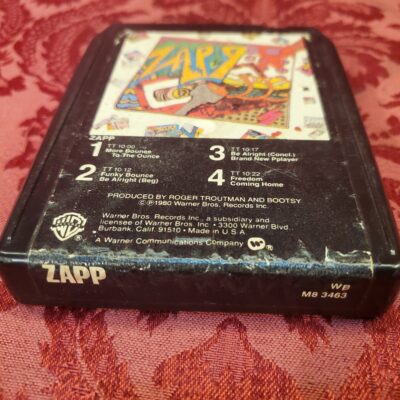 ZAPP
ZAPP
1 TT 10:00
More Bounce
To The Ounce
2 TT 10:12
Funky Bounce
Be Alright (Beg)
3 TT 10:17
Be Alright (Concl.)
Brand New Pplayer
4 TT 10:22
Freedom
Coming Home
PRODUCED BY ROGER TROUTMAN AND BOOTSY
©℗1980 Warner Bros. Records Inc.
Warner Bros. Records Inc., a subsidiary and
licensee of Warner Bros. Inc. • 3300 Warner Blvd.
Burbank, Calif. 91510 • Made in U.S.A.
A Warner Communications Company
ZAPP
WB
M8 3463